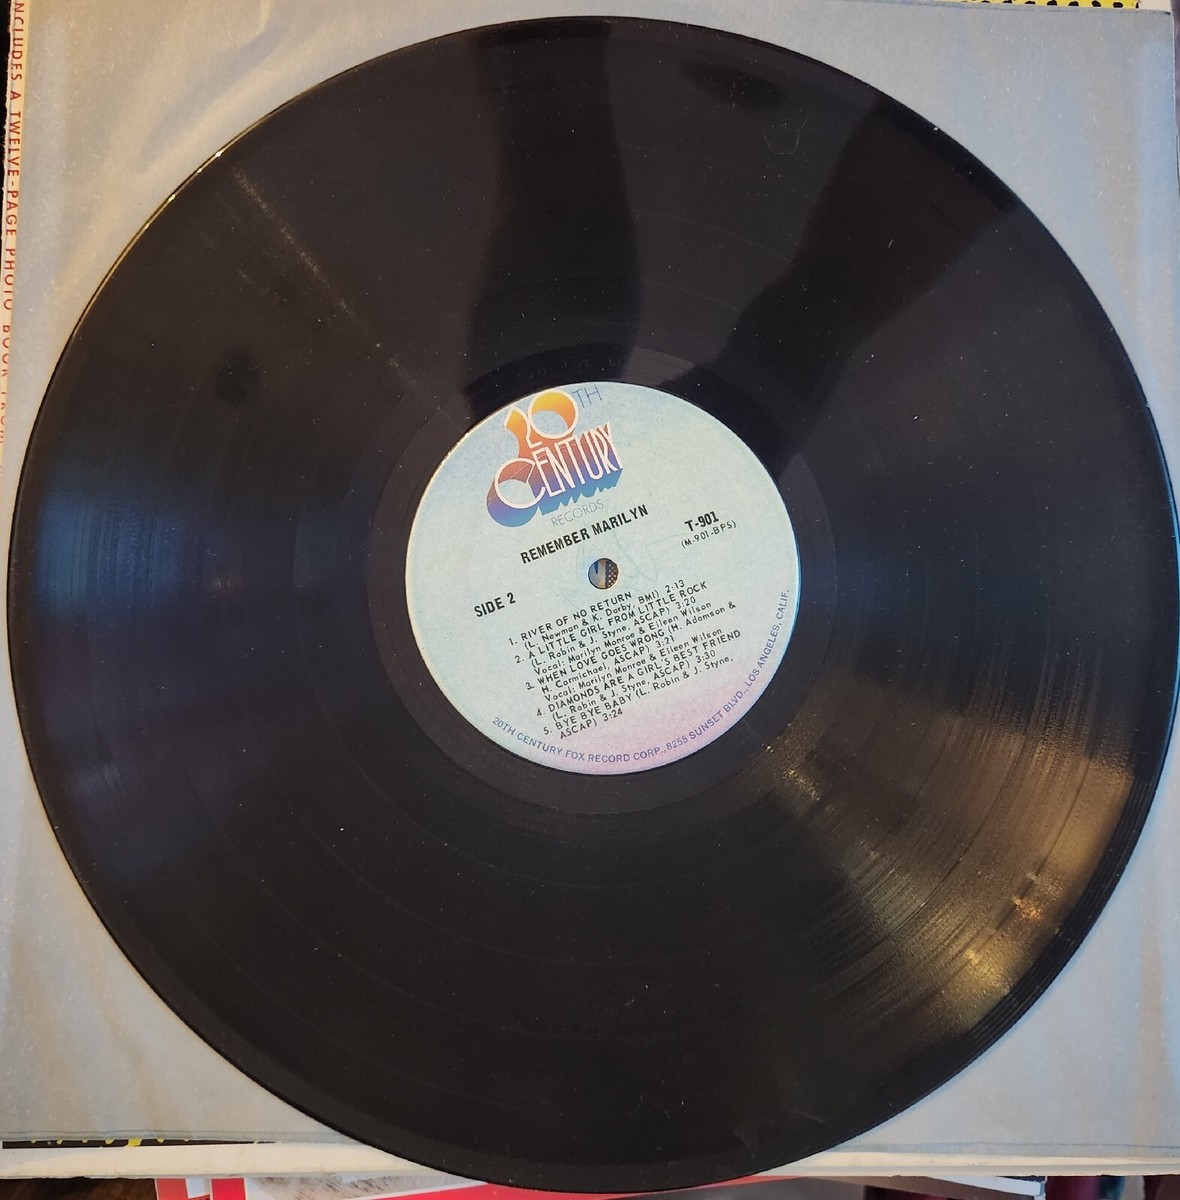 INCLUDES A TWELVE-PAGE PHOTO BOOK FROM
20TH
CENTURY
RECORDS
REMEMBER MARILYN
T-901
(M-901-BPS)
SIDE 2
1. RIVER OF NO RETURN
(L. Newman & K. Darby, BMI) 2:13
2. A LITTLE GIRL FROM LITTLE ROCK
(L. Robin & J. Styne, ASCAP) 3:20
Vocal: Marilyn Monroe & Eileen Wilson
3. WHEN LOVE GOES WRONG (H. Adamson &
H. Carmichael, ASCAP) 3:21
Vocal: Marilyn Monroe & Eileen Wilson
4. DIAMONDS ARE A GIRL'S BEST FRIEND
(L. Robin & J. Styne, ASCAP) 3:30
5. BYE BYE BABY (L. Robin & J. Styne,
ASCAP) 3:24
20TH CENTURY FOX RECORD CORP., 8255 SUNSET BLVD., LOS ANGELES, CALIF.